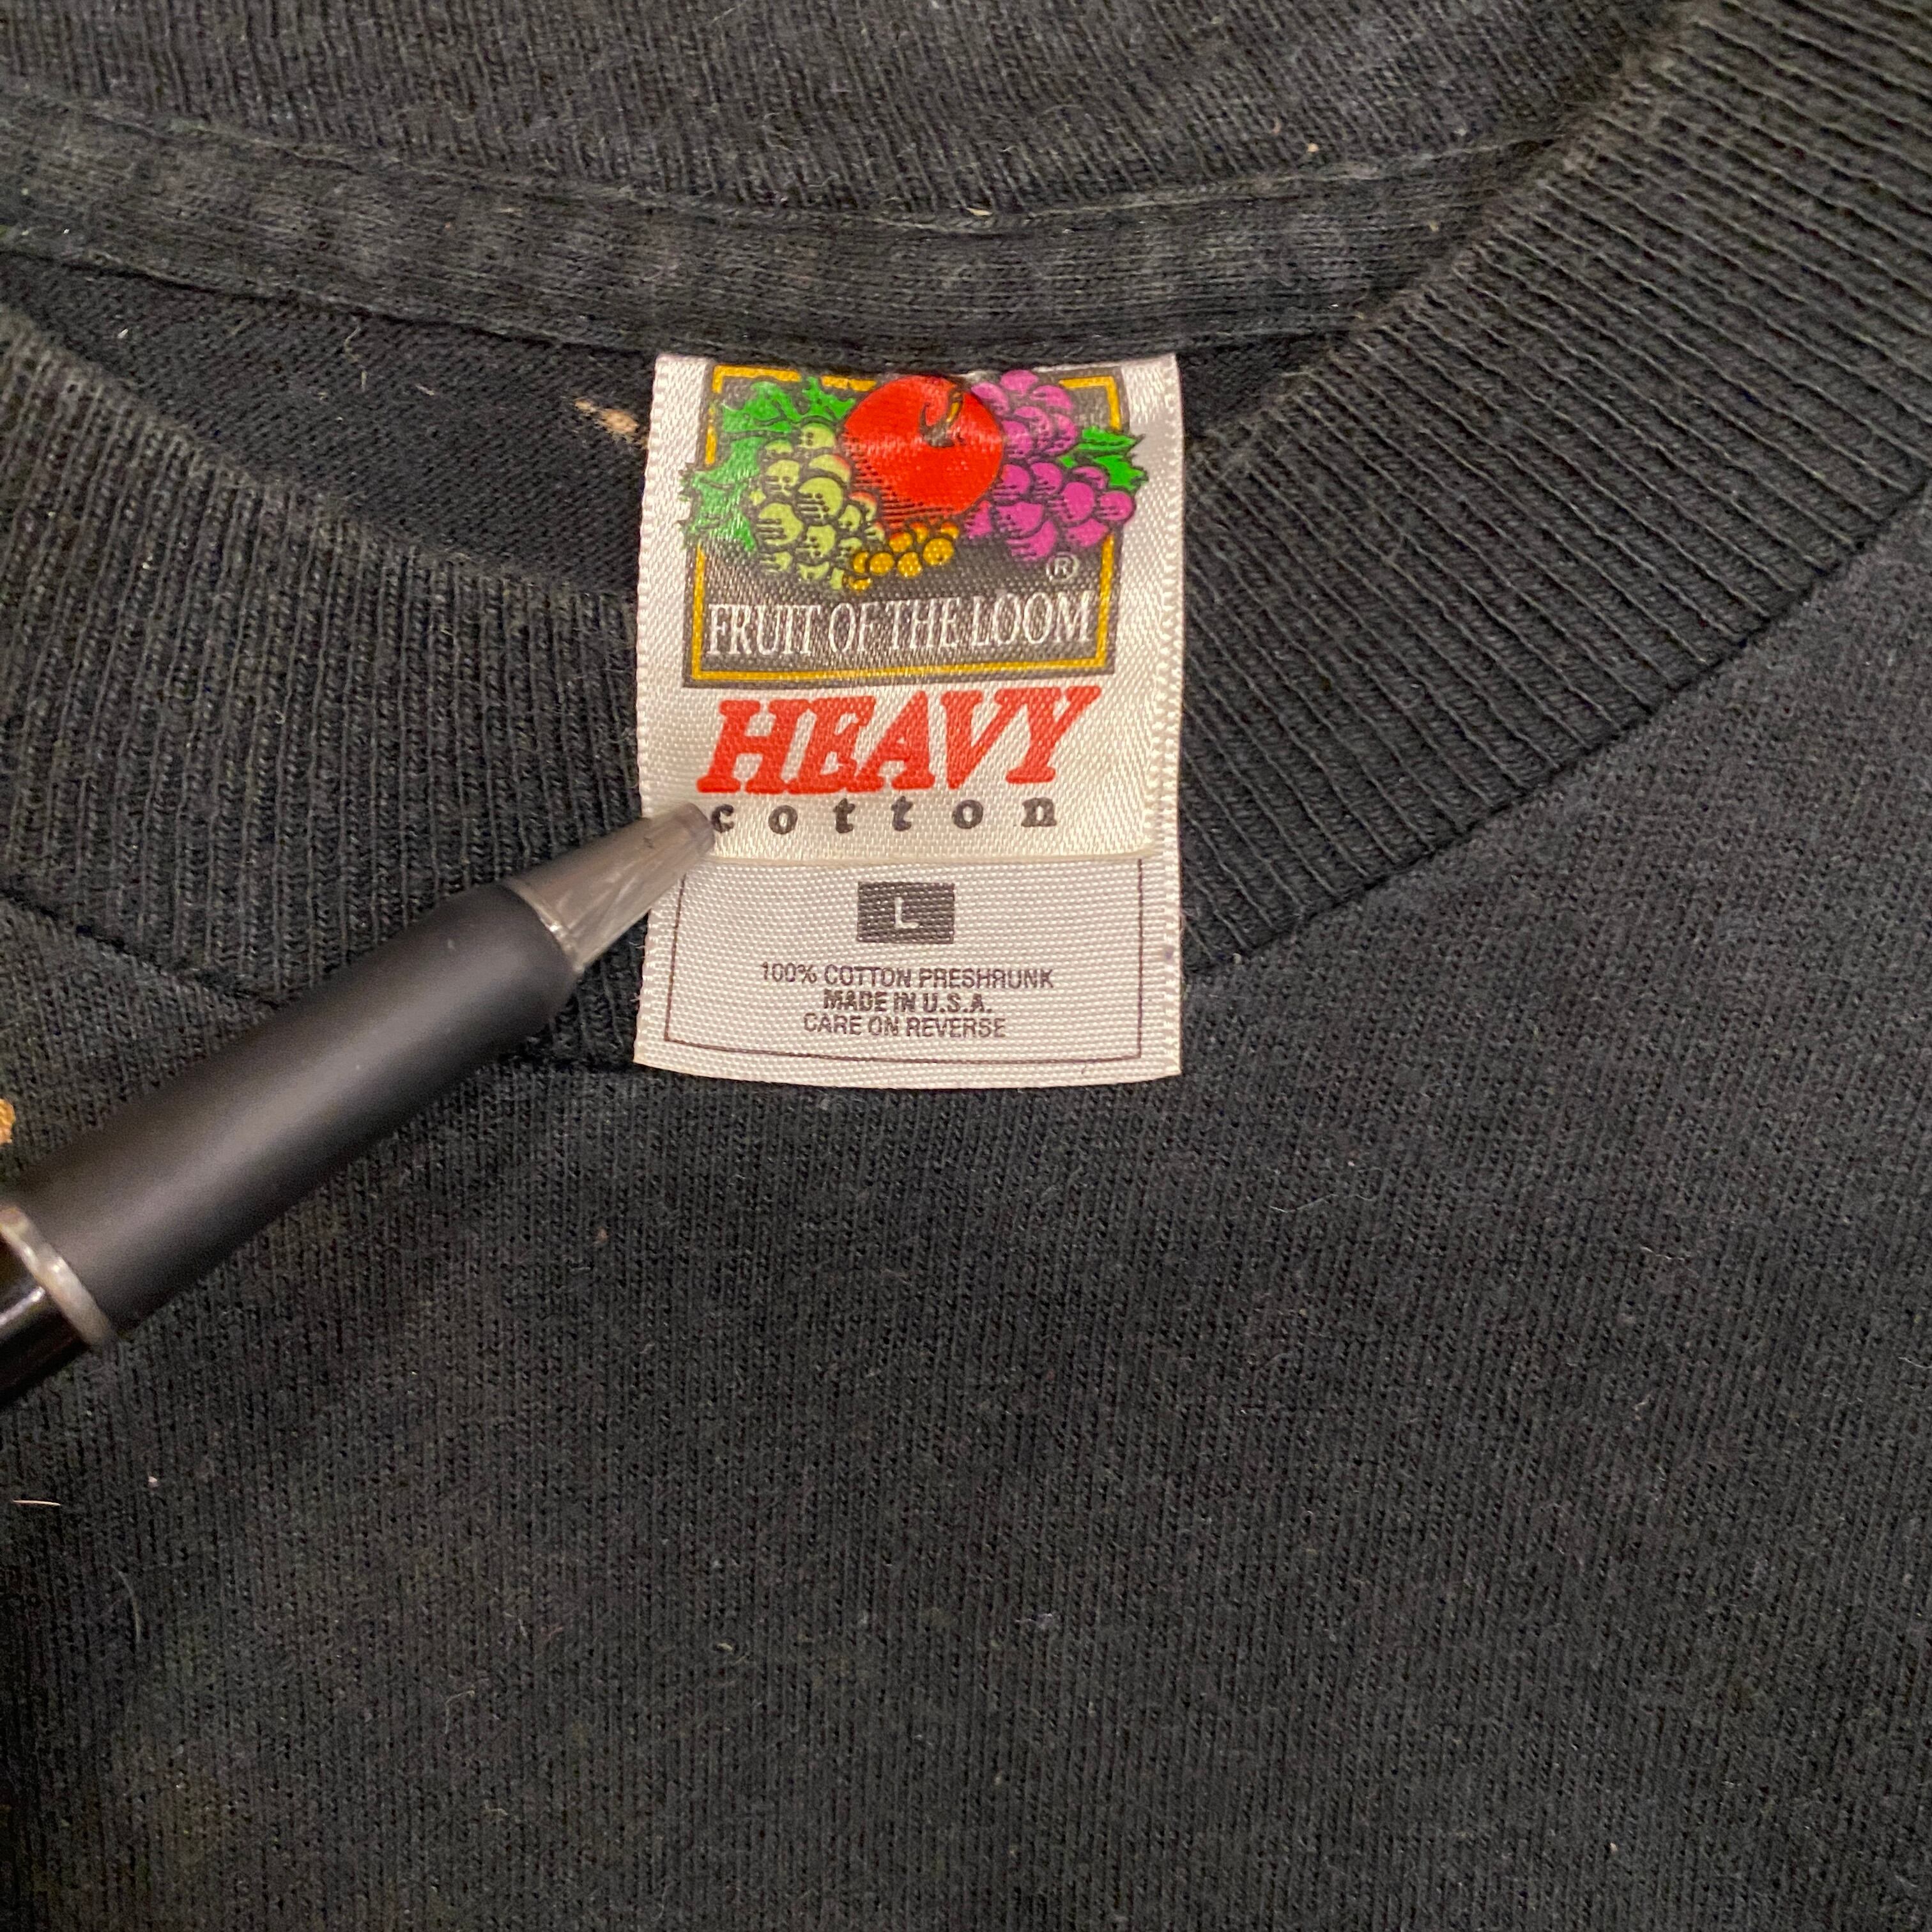 ®
FRUIT OF THE LOOM
HEAVY
cotton
L
100% COTTON PRESHRUNK
MADE IN U.S.A.
CARE ON REVERSE